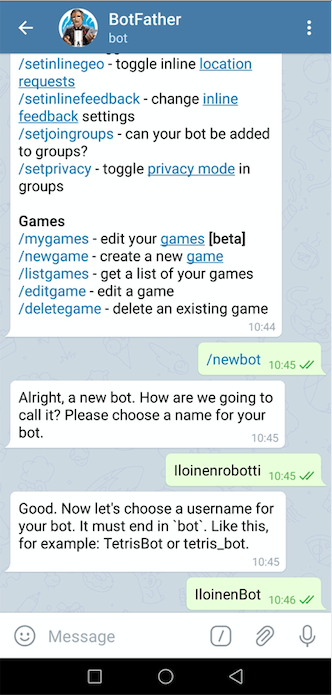 BotFather
bot
/setinlinegeo - toggle inline location
requests
/setinlinefeedback - change inline
feedback settings
/setjoingroups - can your bot be added
to groups?
/setprivacy - toggle privacy mode in
groups
Games
/mygames - edit your games [beta]
/newgame - create a new game
/listgames - get a list of your games
/editgame - edit a game
/deletegame - delete an existing game
10:44
/newbot 10:45
Alright, a new bot. How are we going to
call it? Please choose a name for your
bot.
10:45
Iloinenrobotti 10:45
Good. Now let's choose a username for
your bot. It must end in `bot`. Like this,
for example: TetrisBot or tetris_bot.
10:45
IloinenBot 10:46
Message